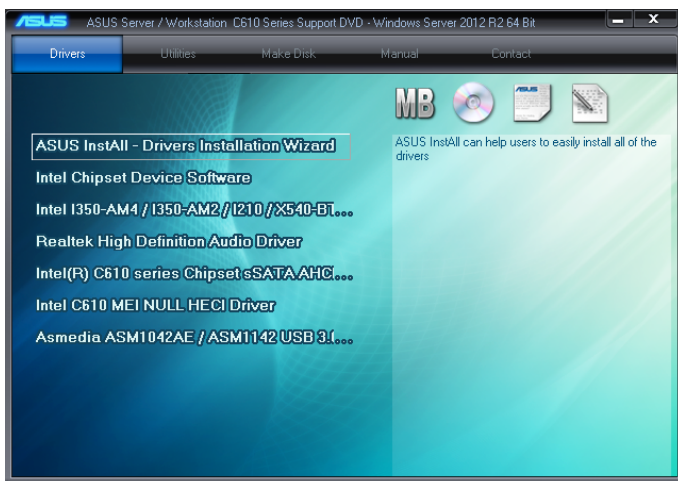 ASUS ASUS Server / Workstation C610 Series Support DVD - Windows Server 2012 R2 64 Bit
Drivers Utilities Make Disk Manual Contact
MB
ASUS
ASUS InstAll - Drivers Installation Wizard
ASUS InstAll can help users to easily install all of the
drivers
Intel Chipset Device Software
Intel I350-AM4 / I350-AM2 / I210 / X540-BT...
Realtek High Definition Audio Driver
Intel(R) C610 series Chipset sSATA AHC...
Intel C610 MEI NULL HECI Driver
Asmedia ASM1042AE / ASM1142 USB 3....